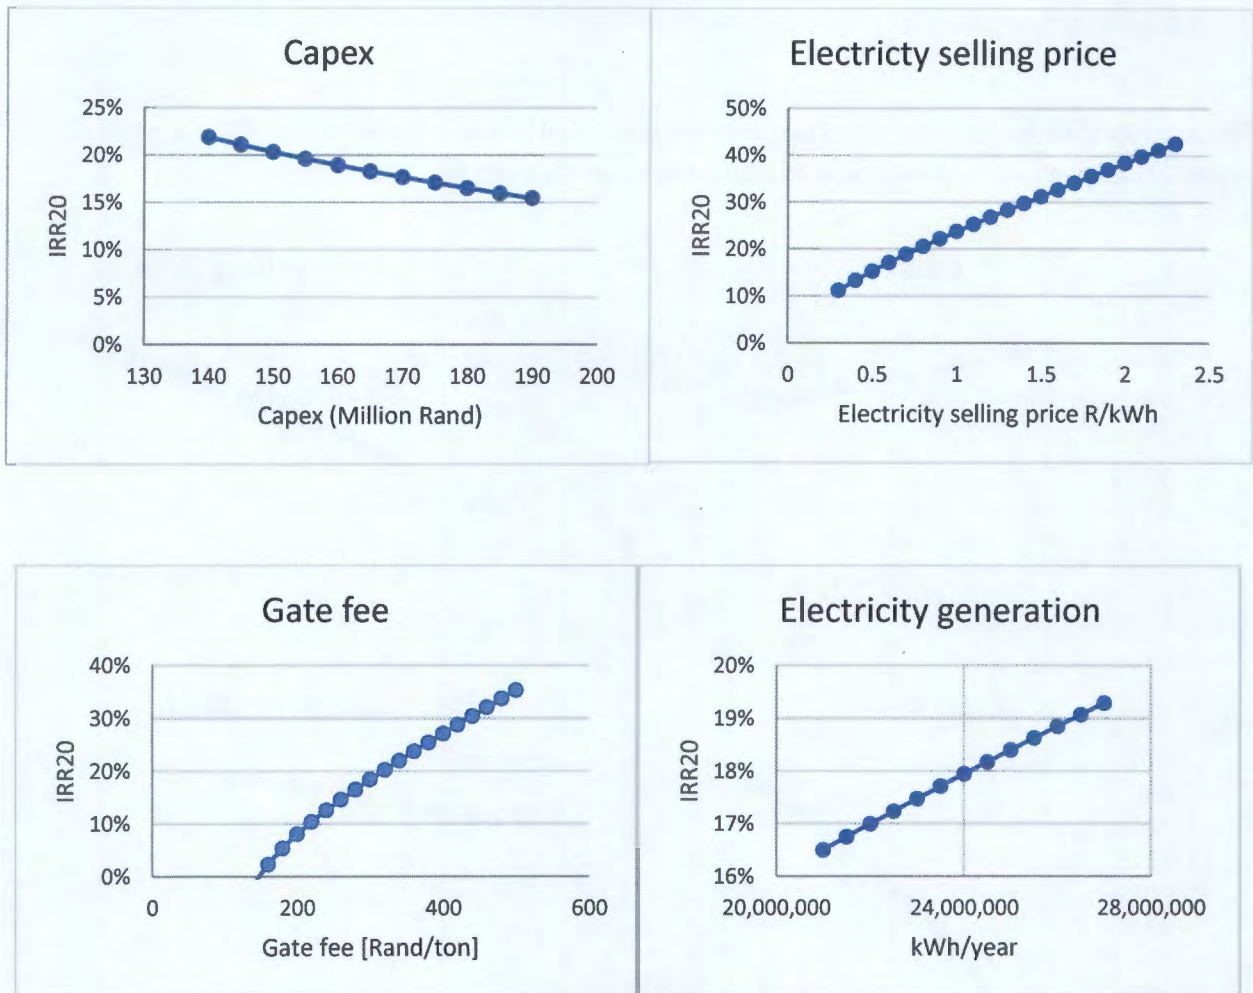 Capex
25%
20%
15%
10%
5%
0%
IRR20
130 140 150 160 170 180 190 200
Capex (Million Rand)
Electricty selling price
50%
40%
30%
20%
10%
0%
IRR20
0 0.5 1 1.5 2 2.5
Electricity selling price R/kWh
Gate fee
40%
30%
20%
10%
0%
IRR20
0 200 400 600
Gate fee [Rand/ton]
Electricity generation
20%
19%
18%
17%
16%
IRR20
20,000,000 24,000,000 28,000,000
kWh/year